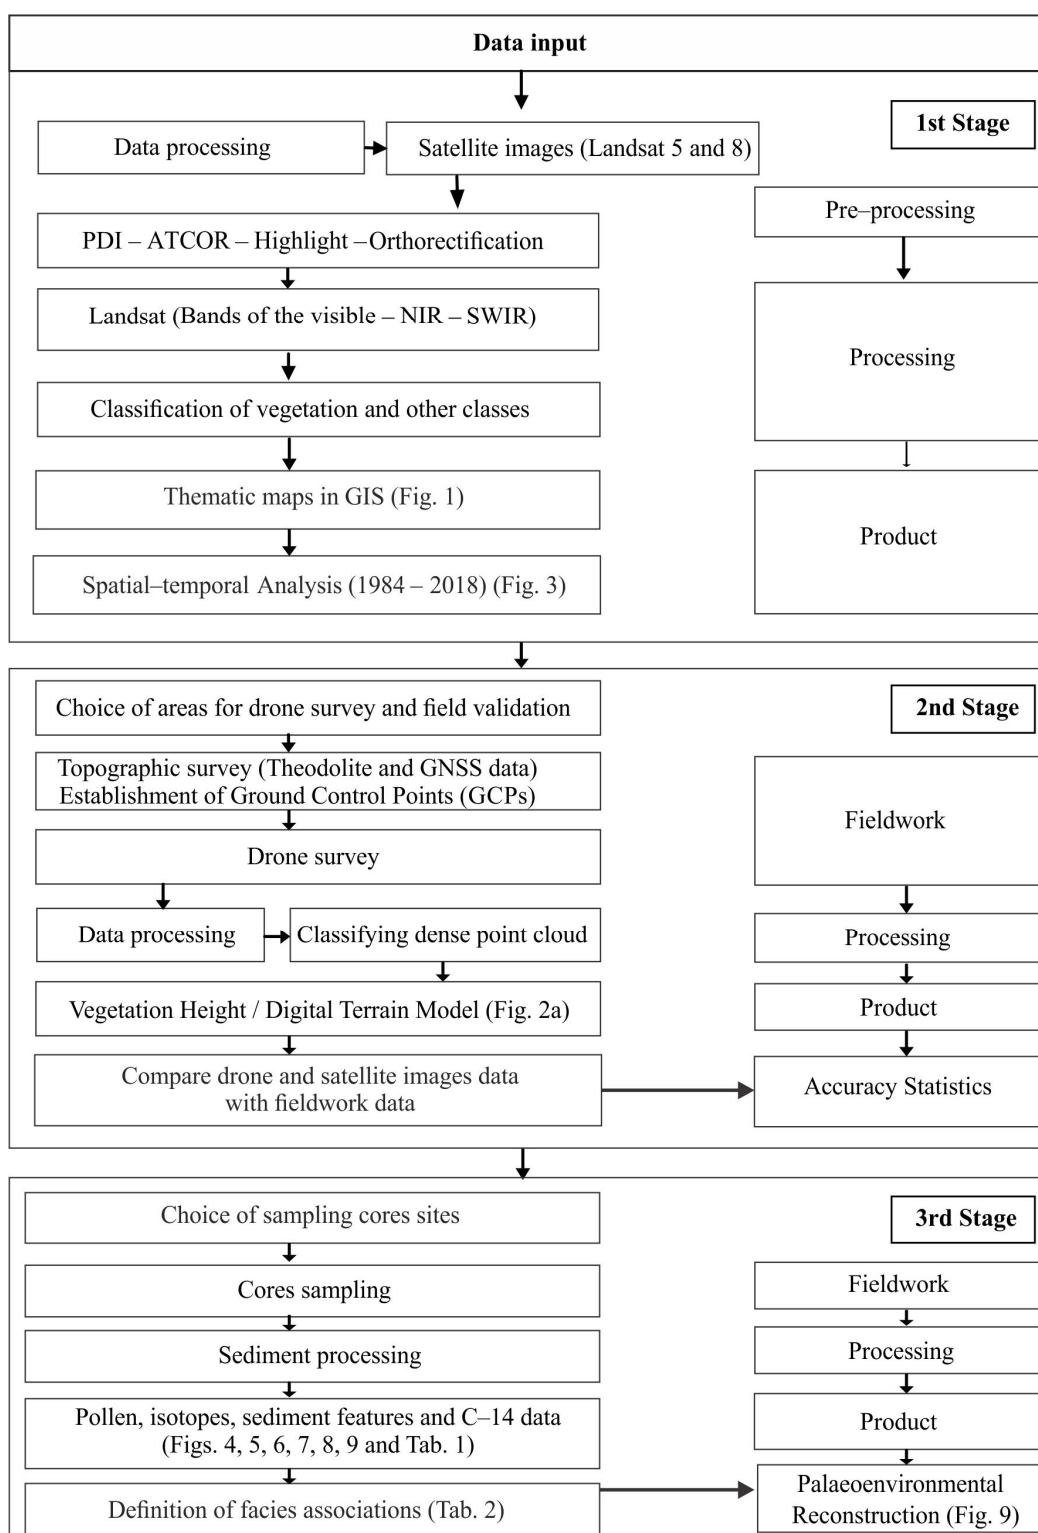 Data input
1st Stage
Data processing
Satellite images (Landsat 5 and 8)
Pre–processing
PDI – ATCOR – Highlight –Orthorectification
Landsat (Bands of the visible – NIR – SWIR)
Processing
Classification of vegetation and other classes
Thematic maps in GIS (Fig. 1)
Product
Spatial–temporal Analysis (1984 – 2018) (Fig. 3)
2nd Stage
Choice of areas for drone survey and field validation
Topographic survey (Theodolite and GNSS data)
Establishment of Ground Control Points (GCPs)
Fieldwork
Drone survey
Data processing
Classifying dense point cloud
Processing
Vegetation Height / Digital Terrain Model (Fig. 2a)
Product
Compare drone and satellite images data
with fieldwork data
Accuracy Statistics
3rd Stage
Choice of sampling cores sites
Cores sampling
Fieldwork
Sediment processing
Processing
Pollen, isotopes, sediment features and C–14 data
(Figs. 4, 5, 6, 7, 8, 9 and Tab. 1)
Product
Definition of facies associations (Tab. 2)
Palaeoenvironmental
Reconstruction (Fig. 9)